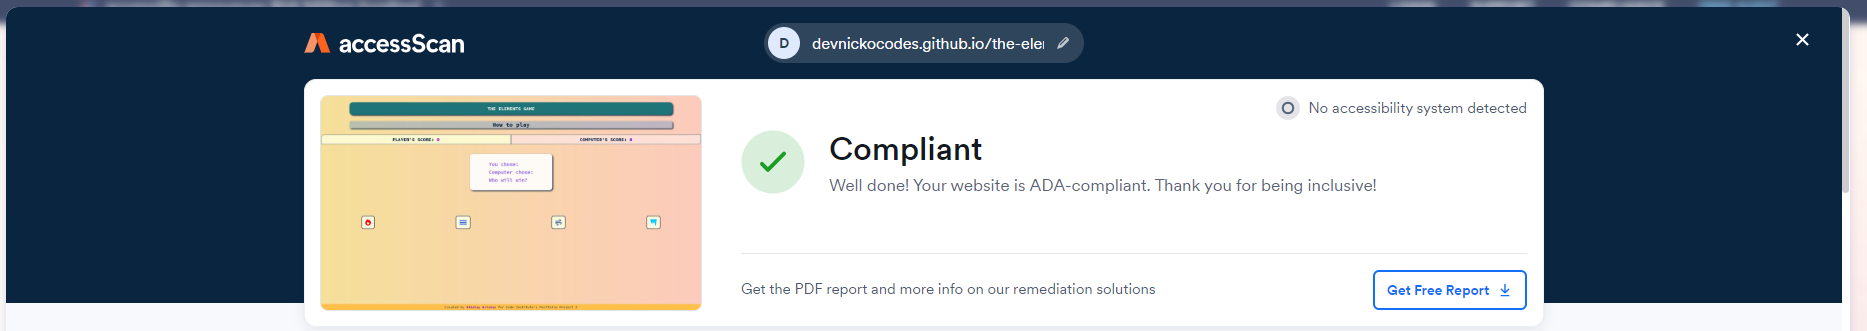 accessScan
D
devnickocodes.github.io/the-ele
No accessibility system detected
THE ELEMENTS GAME
How to play
PLAYER'S SCORE: 0
COMPUTER'S SCORE: 0
You chose:
Computer chose:
Who will win?
Compliant
Well done! Your website is ADA-compliant. Thank you for being inclusive!
Get the PDF report and more info on our remediation solutions
Get Free Report